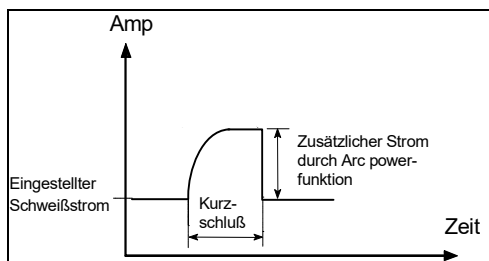 Amp
Zusätzlicher Strom
durch Arc power-
funktion
Eingestellter
Schweißstrom
Kurz-
schluß
Zeit